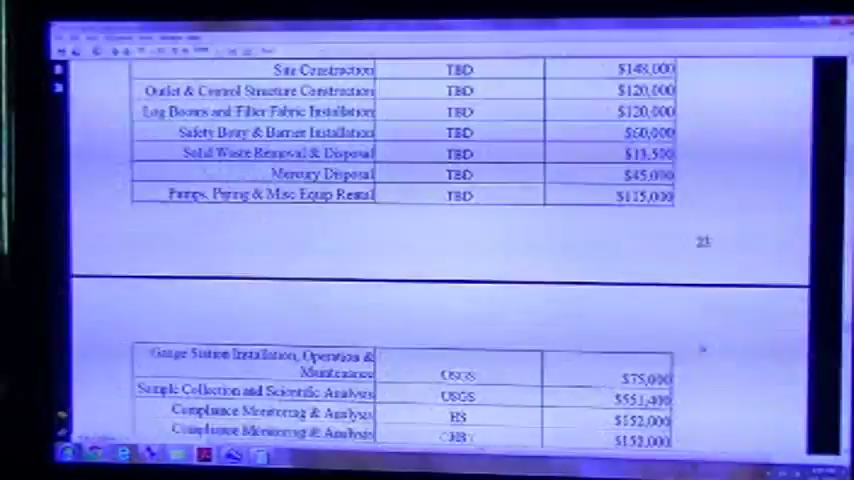 Site Construction TBD $148,000
Outlet & Control Structure Construction TBD $120,000
Log Booms and Filter Fabric Installation TBD $120,000
Safety Buoy & Barrier Installation TBD $60,000
Solid Waste Removal & Disposal TBD $13,500
Mercury Disposal TBD $45,000
Pumps, Piping & Misc Equip Rental TBD $115,000
23
Gauge Station Installation, Operation &
Maintenance USGS $75,000
Sample Collection and Scientific Analysis USGS $551,400
Compliance Monitoring & Analysis $152,000
Compliance Monitoring & Analysis $152,000